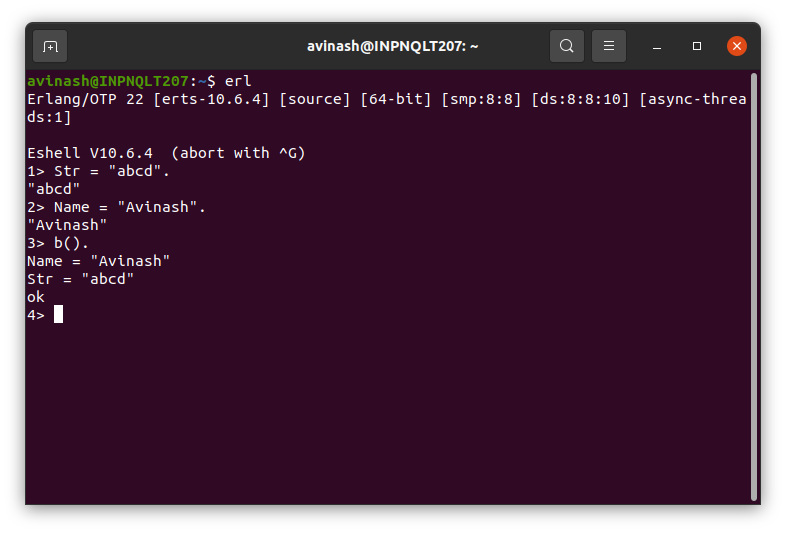 avinash@INPNQLT207: ~
avinash@INPNQLT207:~$ erl
Erlang/OTP 22 [erts-10.6.4] [source] [64-bit] [smp:8:8] [ds:8:8:10] [async-threa
ds:1]
Eshell V10.6.4  (abort with ^G)
1> Str = "abcd".
"abcd"
2> Name = "Avinash".
"Avinash"
3> b().
Name = "Avinash"
Str = "abcd"
ok
4>